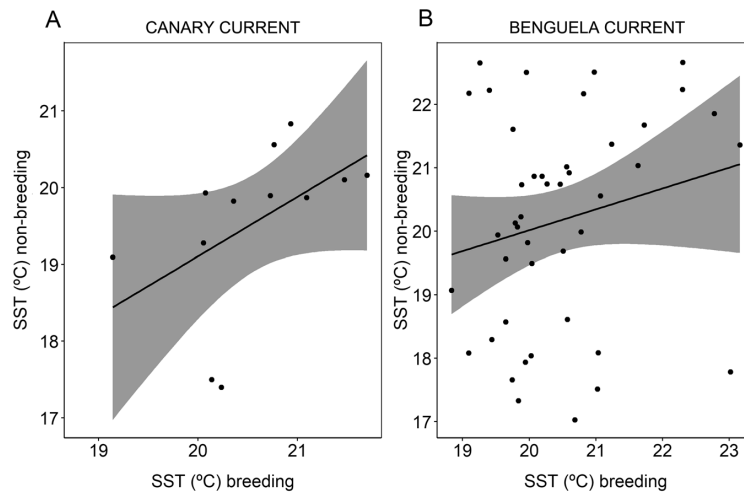 A
CANARY CURRENT
SST (ºC) non-breeding
21
20
19
18
17
19
20
21
SST (ºC) breeding
B
BENGUELA CURRENT
SST (ºC) non-breeding
22
21
20
19
18
17
19
20
21
22
23
SST (ºC) breeding